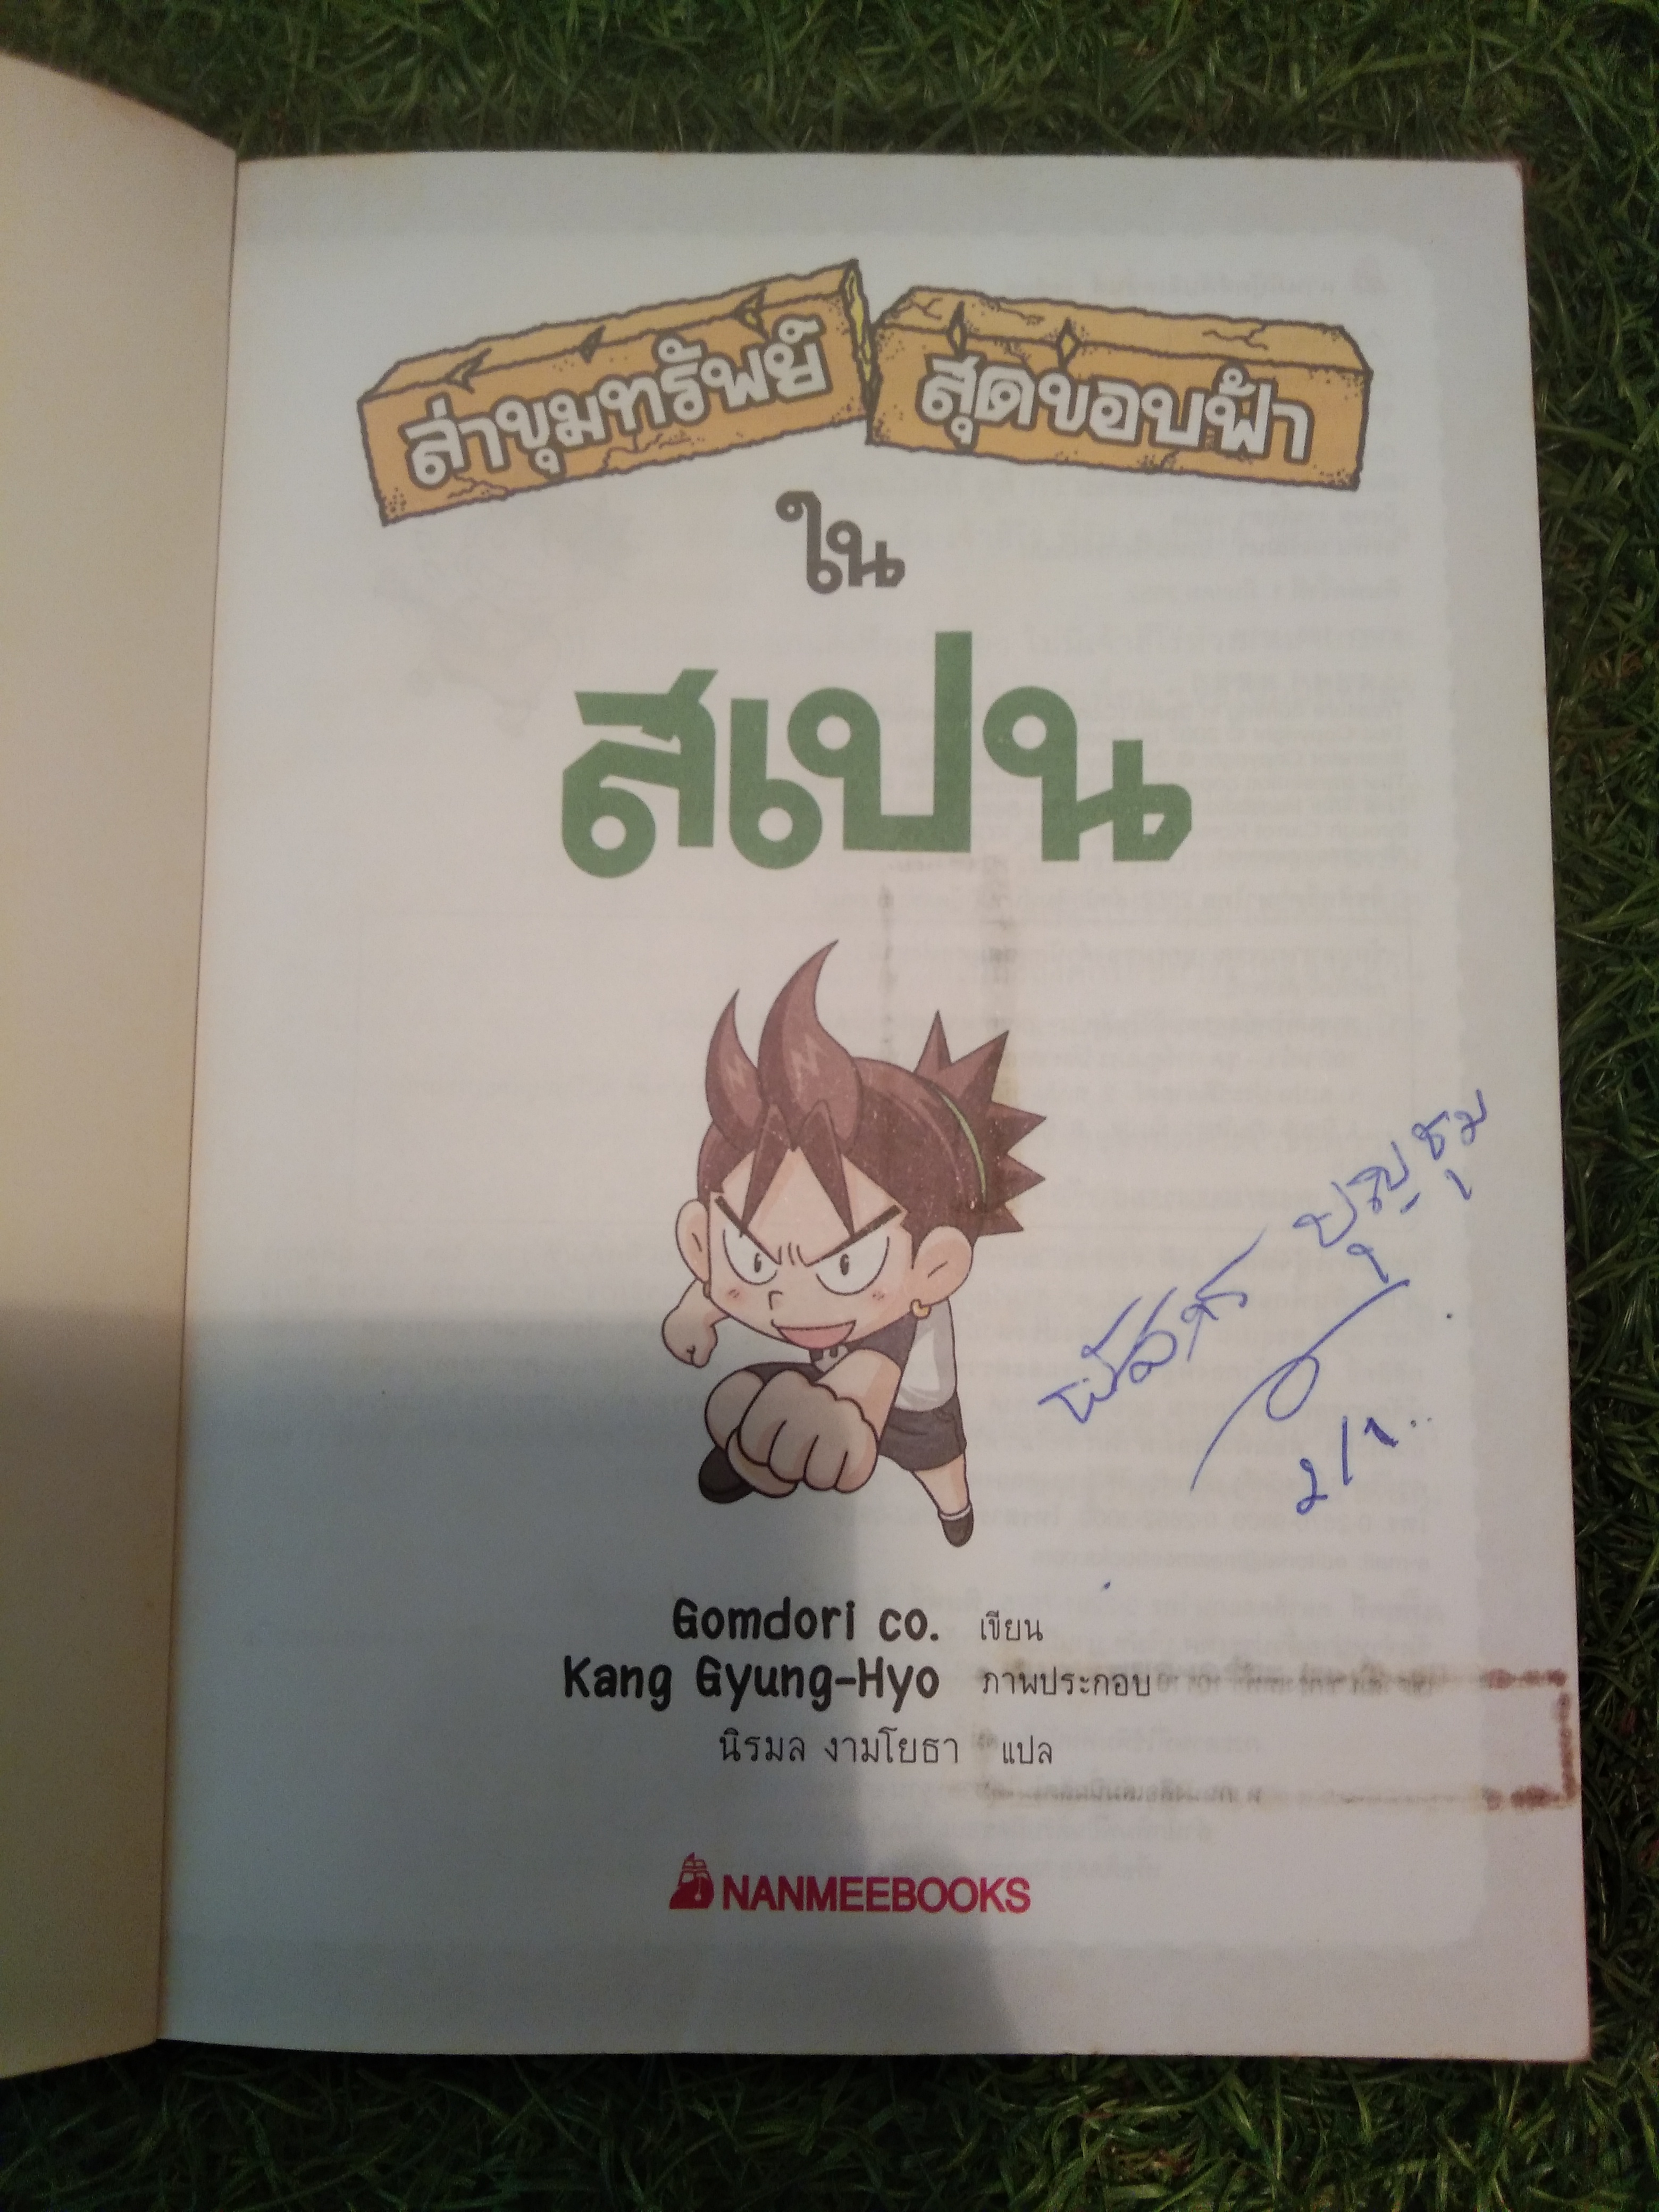 ล่าขุมทรัพย์ สุดขอบฟ้า
ใน
สเปน
2/1
Gomdori co. เขียน
Kang Gyung-Hyo ภาพประกอบ
นิรมล งามโยธา แปล
NANMEEBOOKS